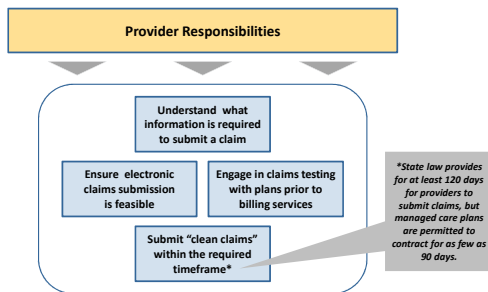 Provider Responsibilities
Understand what
information is required
to submit a claim
Ensure electronic
claims submission
is feasible
Engage in claims testing
with plans prior to
billing services
Submit “clean claims”
within the required
timeframe*
*State law provides
for at least 120 days
for providers to
submit claims, but
managed care plans
are permitted to
contract for as few as
90 days.